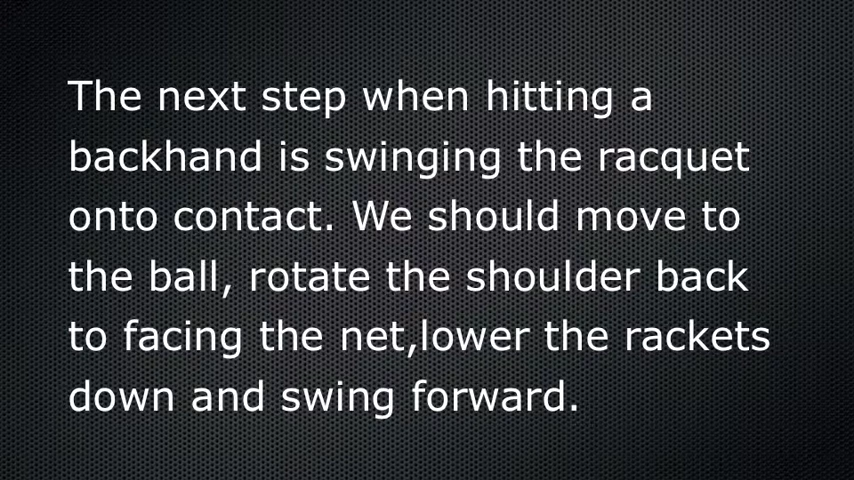 The next step when hitting a
backhand is swinging the racquet
onto contact. We should move to
the ball, rotate the shoulder back
to facing the net,lower the rackets
down and swing forward.